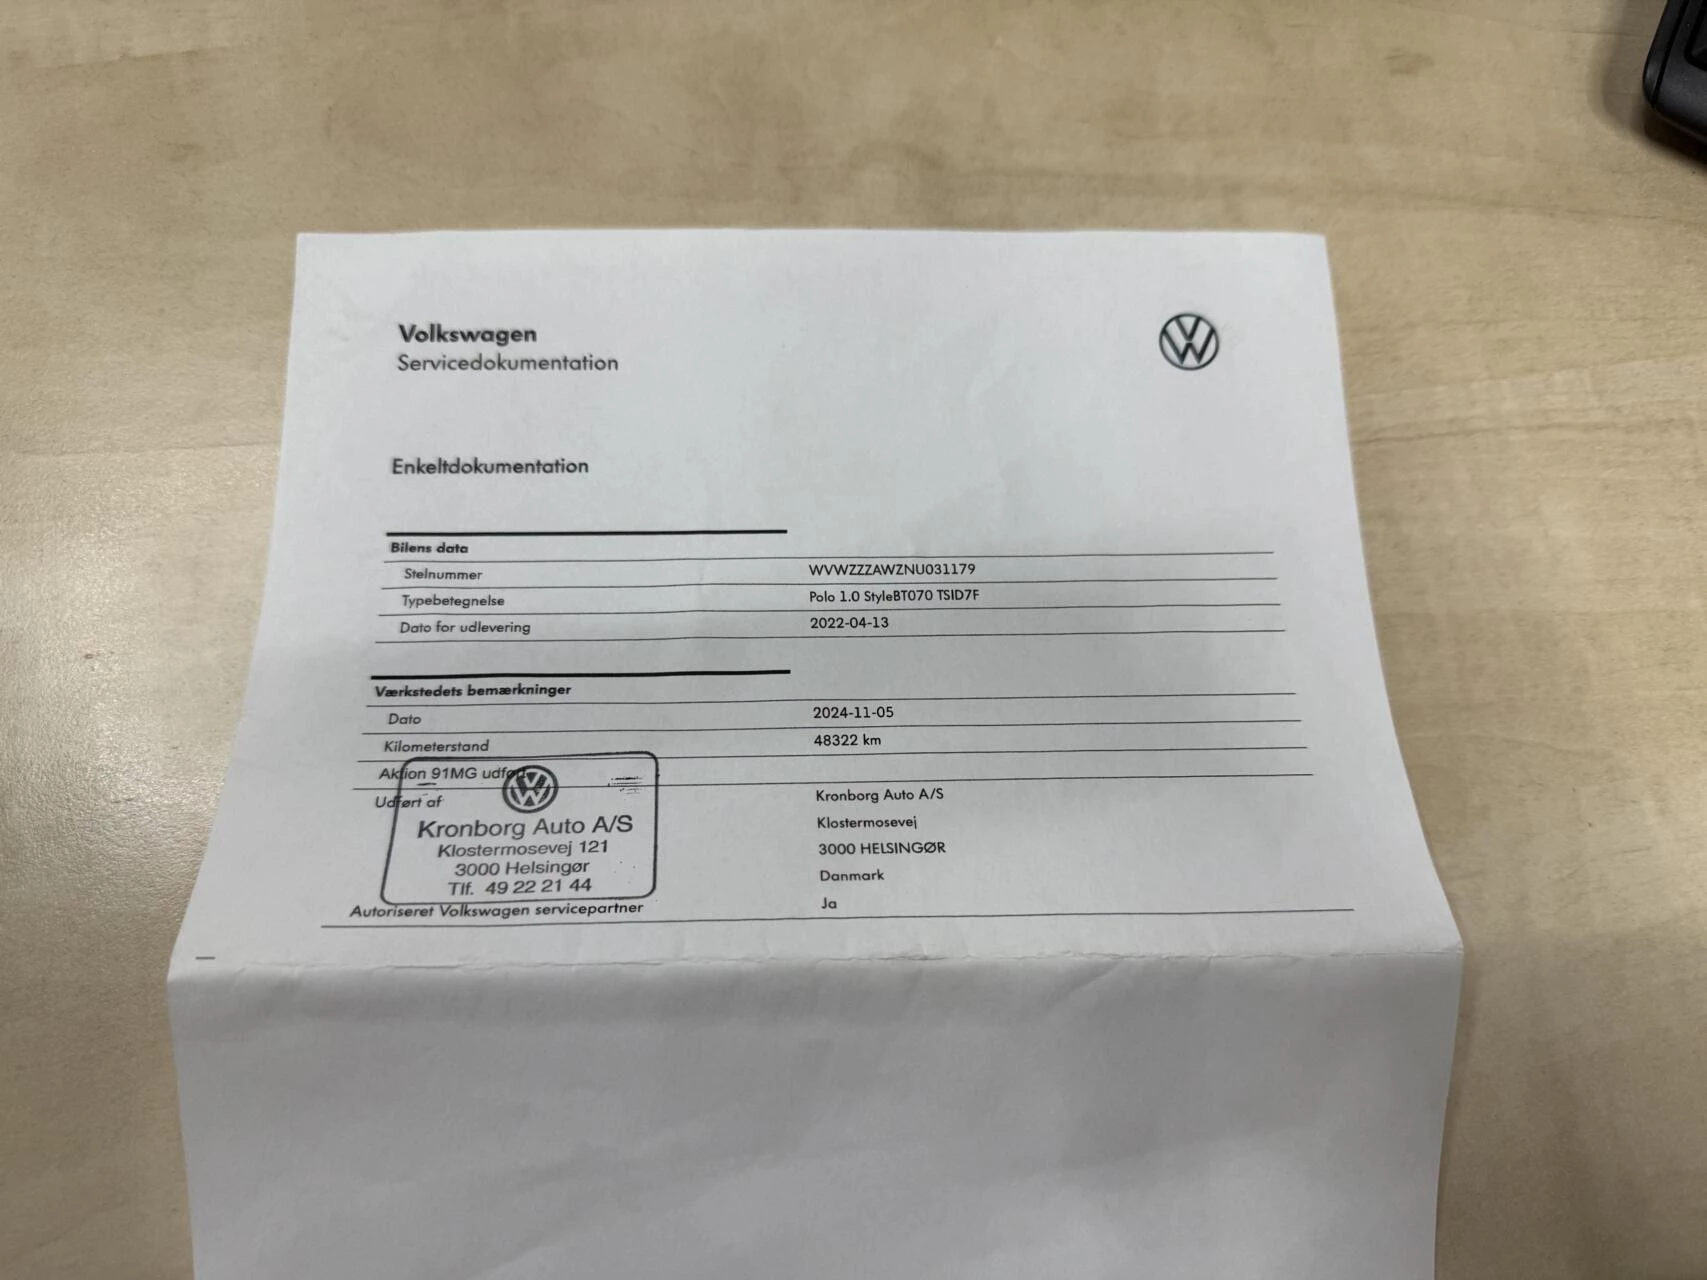 Volkswagen
Servicedokumentation
Enkeltdokumentation
Bilens data
Stelnummer WVWZZZAWZNU031179
Typebetegnelse Polo 1.0 StyleBT070 TSID7F
Dato for udlevering 2022-04-13
Værkstedets bemærkninger
Dato 2024-11-05
Kilometerstand 48322 km
Aktion 91MG udført
Udført af Kronborg Auto A/S
Klostermosevej
3000 HELSINGØR
Danmark
Kronborg Auto A/S
Klostermosevej 121
3000 Helsingør
Tlf. 49 22 21 44
Autoriseret Volkswagen servicepartner Ja